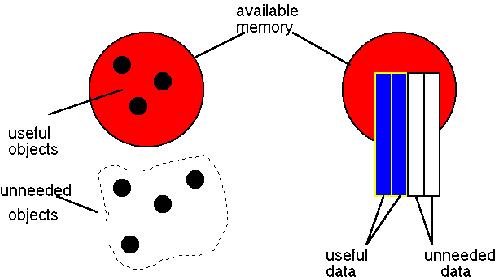 available
memory
useful
objects
unneeded
objects
useful
data
unneeded
data